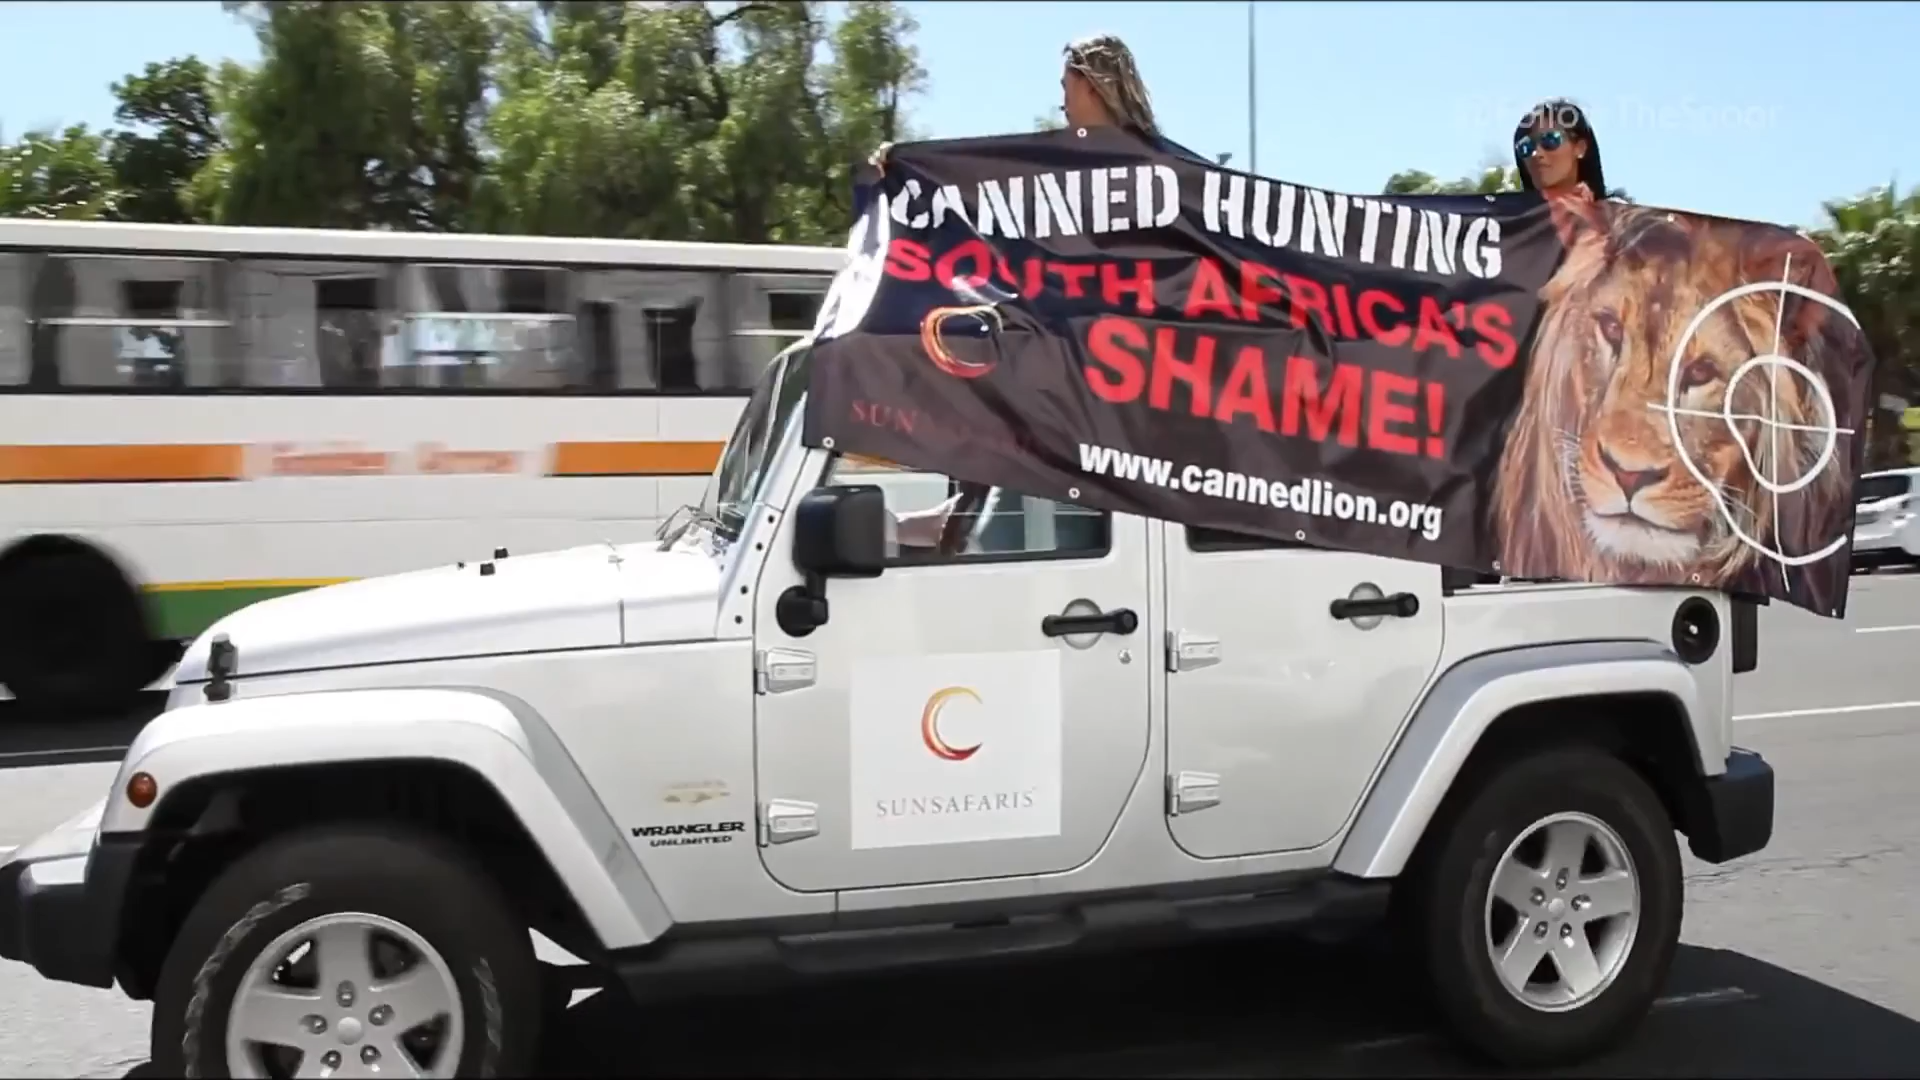 CANNED HUNTING
SOUTH AFRICA'S
SHAME!
www.cannedlion.org
SUNSAFARIS
WRANGLER
UNLIMITED